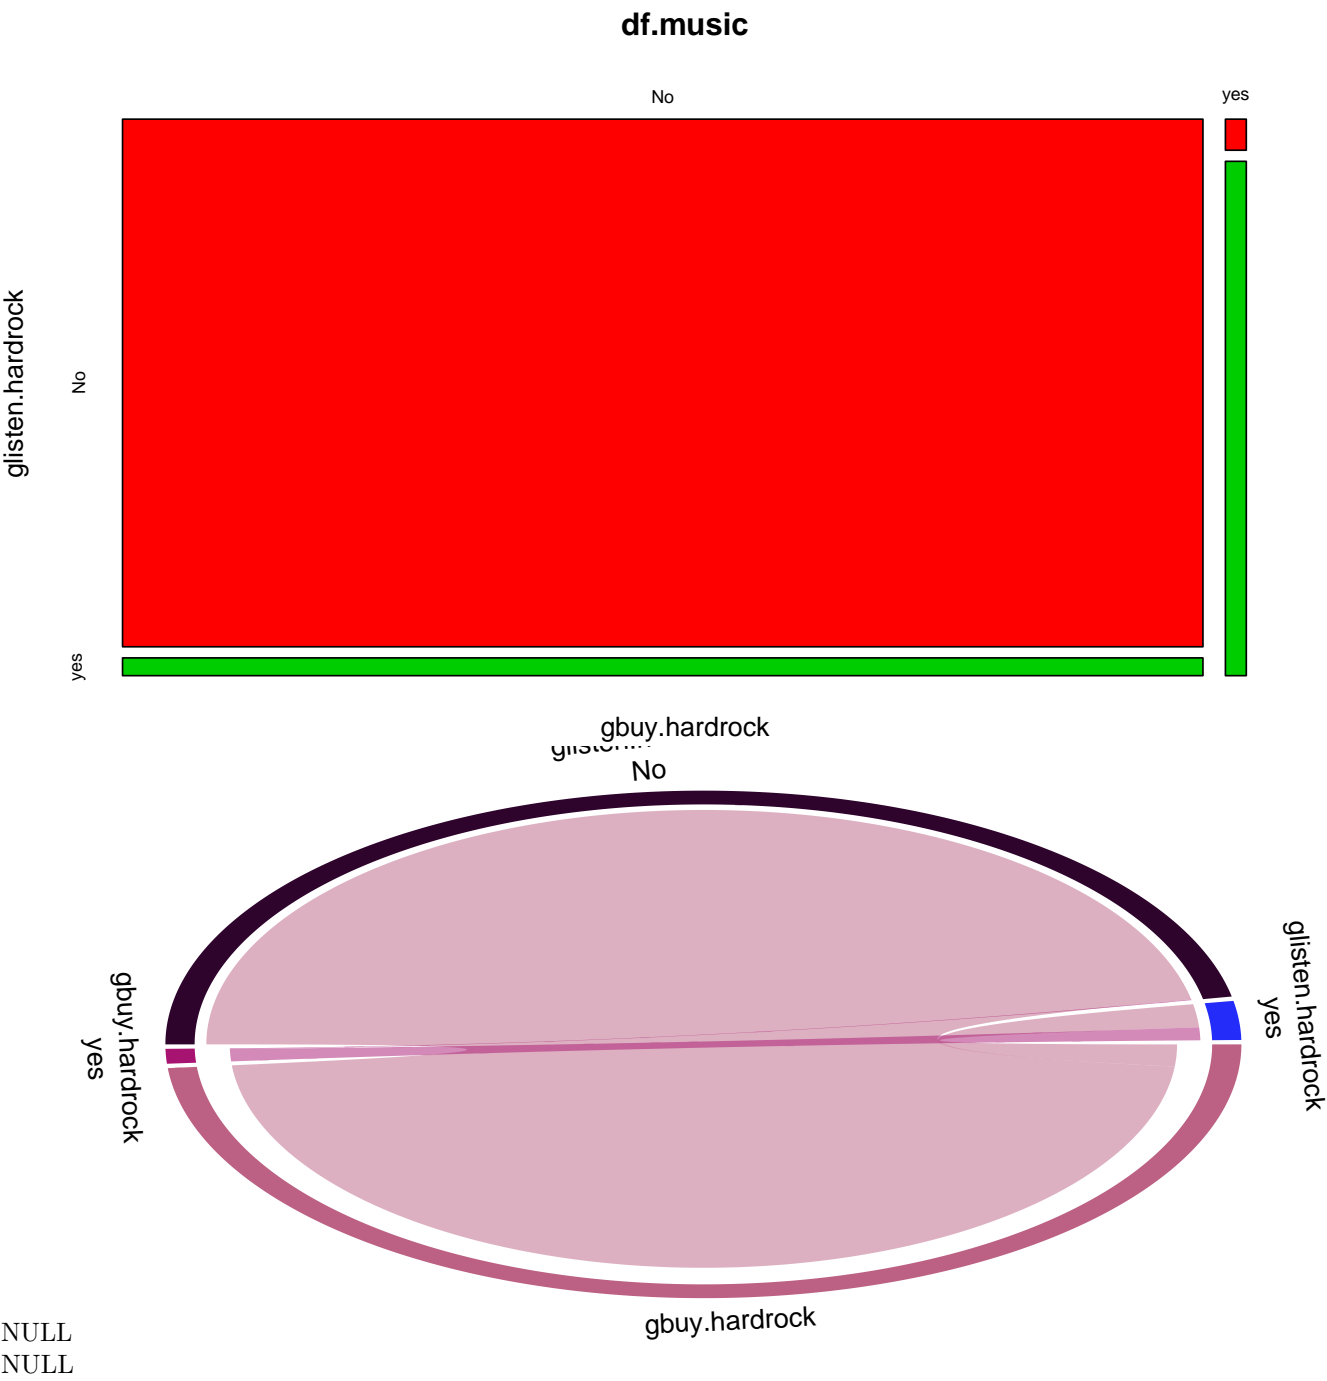 df.music
No
yes
glisten.hardrock
No
yes
gbuy.hardrock
No
glisten.hardrock
yes
gbuy.hardrock
yes
gbuy.hardrock
NULL
NULL